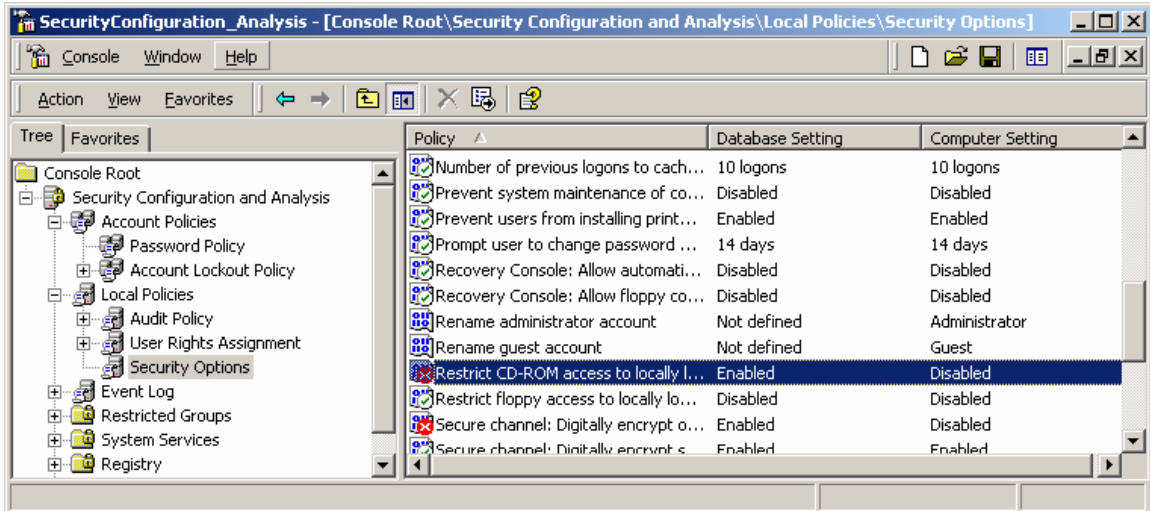 SecurityConfiguration_Analysis - [Console Root\Security Configuration and Analysis\Local Policies\Security Options]
Console Window Help
Action View Favorites
Tree Favorites
Policy Database Setting Computer Setting
Console Root
Security Configuration and Analysis
Account Policies
Password Policy
Account Lockout Policy
Local Policies
Audit Policy
User Rights Assignment
Security Options
Event Log
Restricted Groups
System Services
Registry
Number of previous logons to cach... 10 logons 10 logons
Prevent system maintenance of co... Disabled Disabled
Prevent users from installing print... Enabled Enabled
Prompt user to change password ... 14 days 14 days
Recovery Console: Allow automati... Disabled Disabled
Recovery Console: Allow floppy co... Disabled Disabled
Rename administrator account Not defined Administrator
Rename guest account Not defined Guest
Restrict CD-ROM access to locally l... Enabled Disabled
Restrict floppy access to locally lo... Disabled Disabled
Secure channel: Digitally encrypt o... Enabled Disabled
Secure channel: Digitally encrypt s... Enabled Enabled